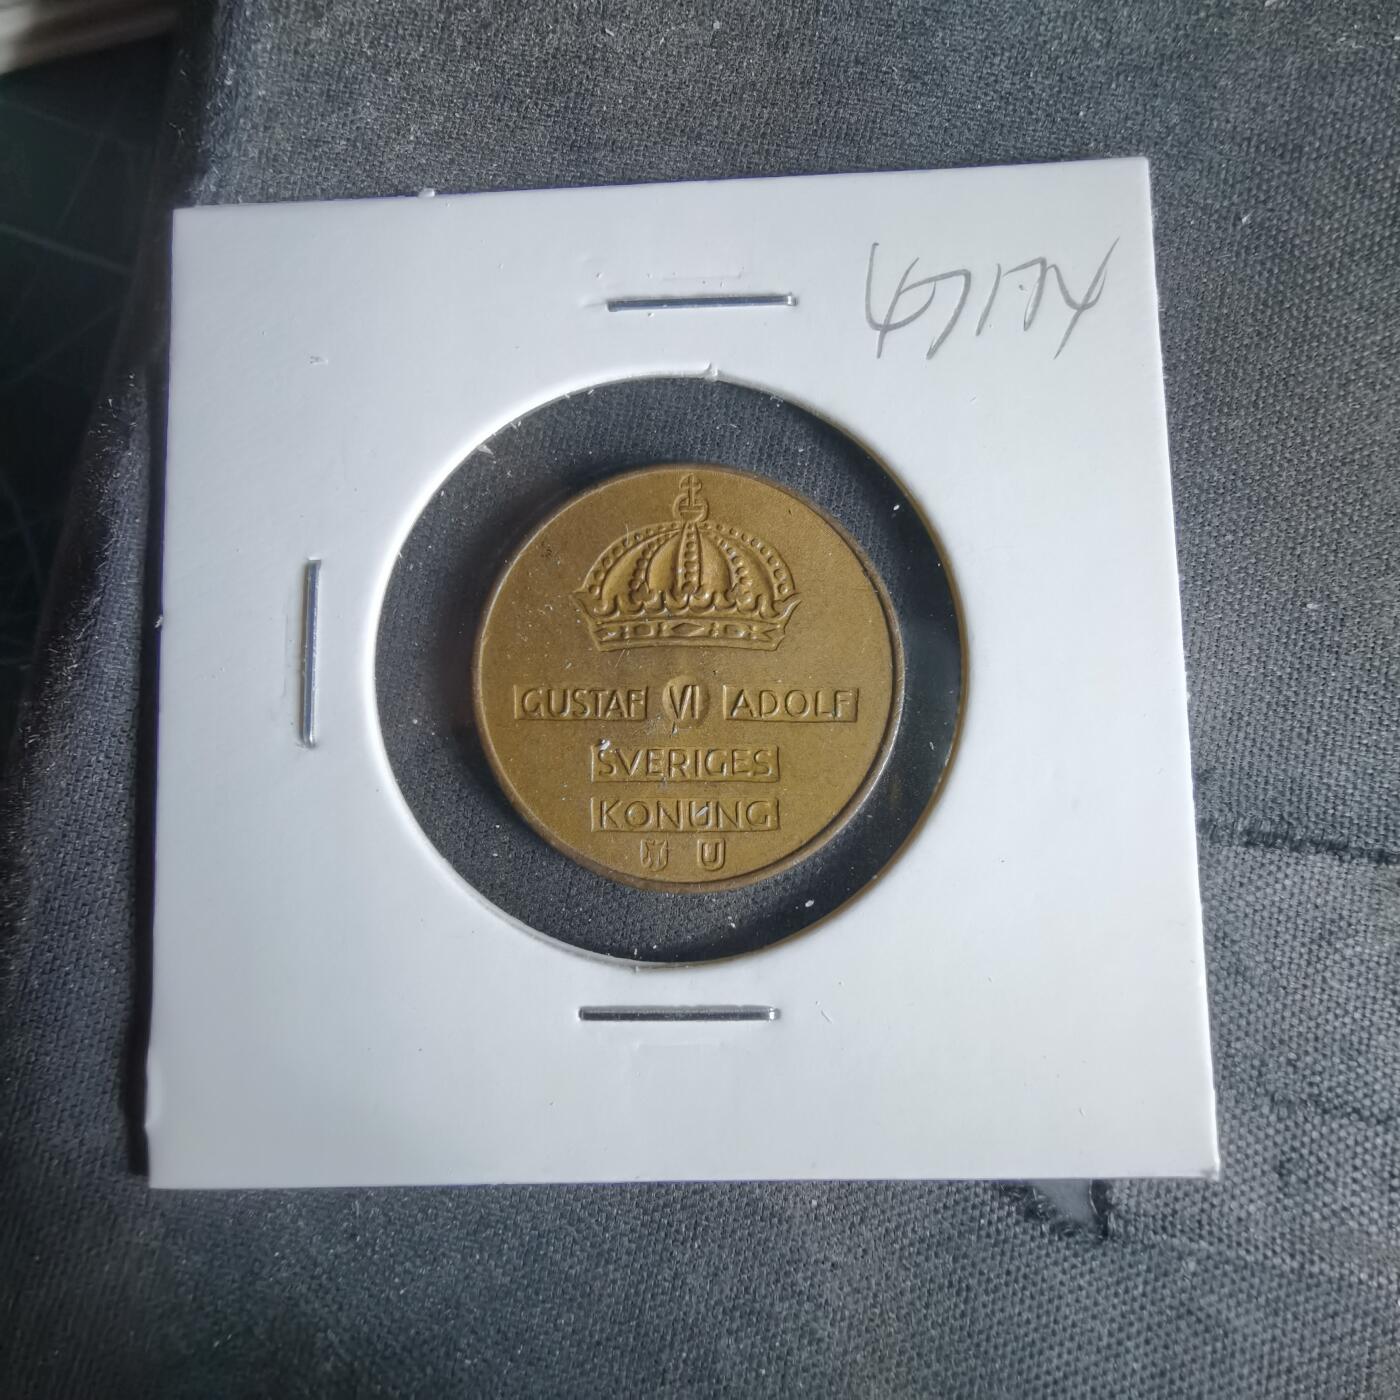 GUSTAF VI ADOLF
SVERIGES
KONUNG
U